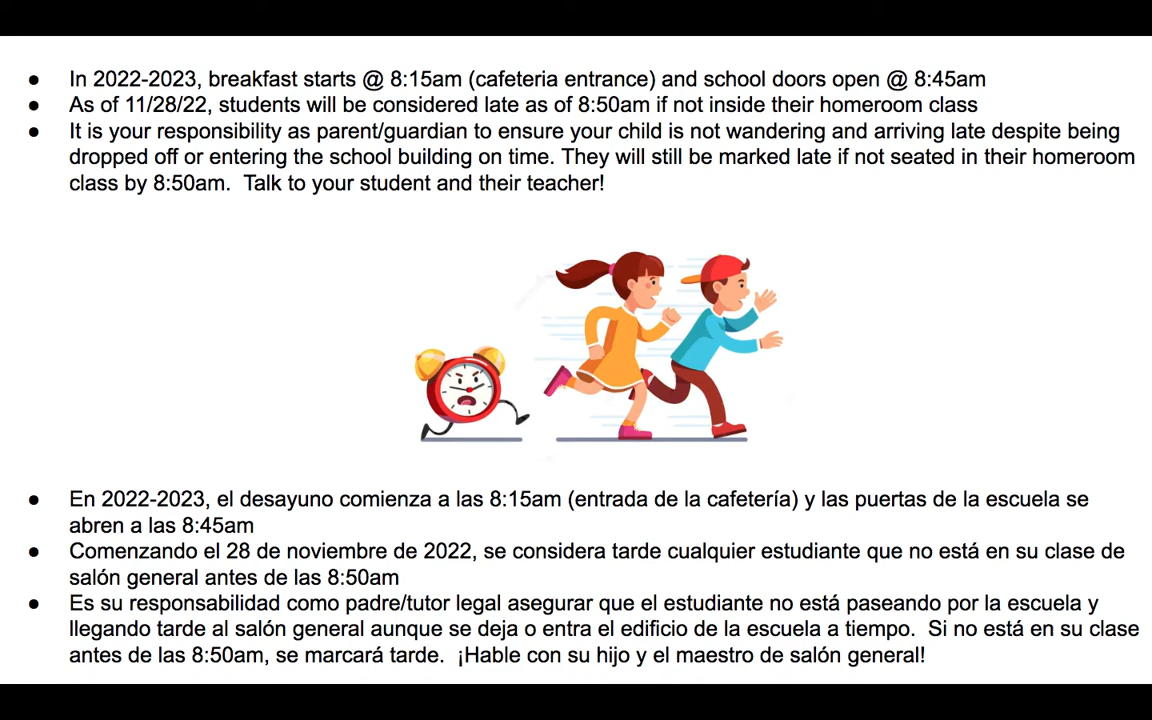 ● In 2022-2023, breakfast starts @ 8:15am (cafeteria entrance) and school doors open @ 8:45am
● As of 11/28/22, students will be considered late as of 8:50am if not inside their homeroom class
● It is your responsibility as parent/guardian to ensure your child is not wandering and arriving late despite being
dropped off or entering the school building on time. They will still be marked late if not seated in their homeroom
class by 8:50am.  Talk to your student and their teacher!
● En 2022-2023, el desayuno comienza a las 8:15am (entrada de la cafetería) y las puertas de la escuela se
abren a las 8:45am
● Comenzando el 28 de noviembre de 2022, se considera tarde cualquier estudiante que no está en su clase de
salón general antes de las 8:50am
● Es su responsabilidad como padre/tutor legal asegurar que el estudiante no está paseando por la escuela y
llegando tarde al salón general aunque se deja o entra el edificio de la escuela a tiempo.  Si no está en su clase
antes de las 8:50am, se marcará tarde.  ¡Hable con su hijo y el maestro de salón general!